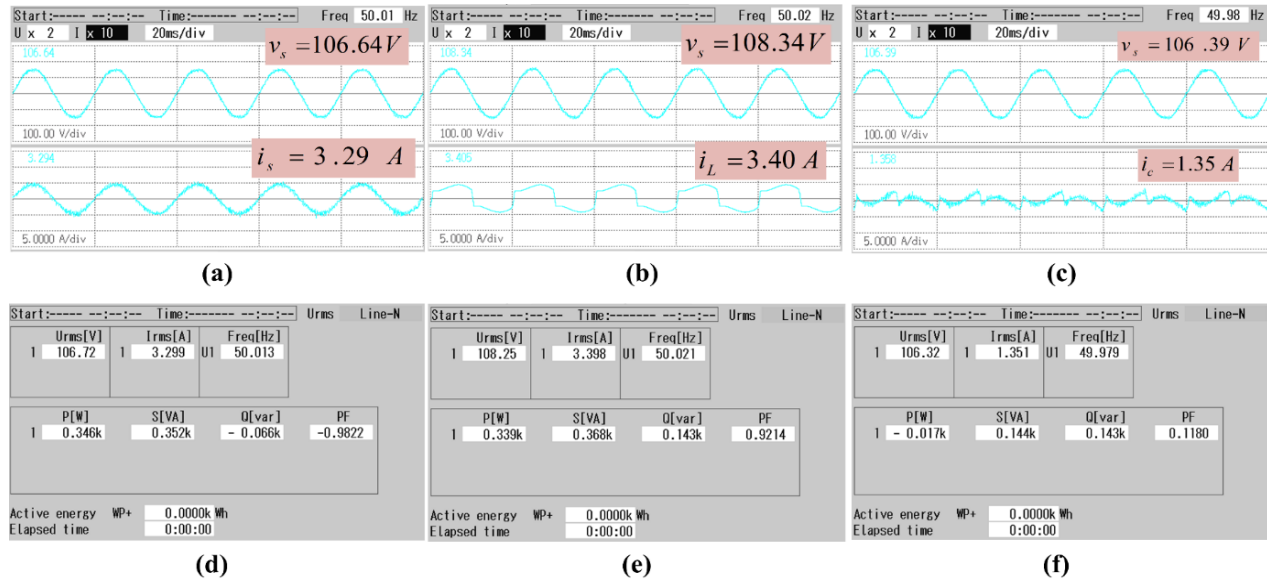 Start:----- --:--:-- Time:------- --:--:-- Freq 50.01 Hz
U x 2 I x 10 20ms/div
106.64
v_s =106.64V
100.00 V/div
3.294
i_s = 3.29 A
5.0000 A/div
(a)
Start:----- --:--:-- Time:------- --:--:-- Freq 50.02 Hz
U x 2 I x 10 20ms/div
108.34
v_s =108.34V
100.00 V/div
3.405
i_L =3.40 A
5.0000 A/div
(b)
Start:----- --:--:-- Time:------- --:--:-- Freq 49.98 Hz
U x 2 I x 10 20ms/div
106.39
v_s =106 .39 V
100.00 V/div
1.358
i_c =1.35 A
5.0000 A/div
(c)
Start:----- --:--:-- Time:------- --:--:-- Urms Line-N
Urms[V] Irms[A] Freq[Hz]
1 106.72 1 3.299 U1 50.013
P[W] S[VA] Q[var] PF
1 0.346k 0.352k - 0.066k -0.9822
Active energy WP+ 0.0000k Wh
Elapsed time 0:00:00
(d)
Start:----- --:--:-- Time:------- --:--:-- Urms Line-N
Urms[V] Irms[A] Freq[Hz]
1 108.25 1 3.398 U1 50.021
P[W] S[VA] Q[var] PF
1 0.339k 0.368k 0.143k 0.9214
Active energy WP+ 0.0000k Wh
Elapsed time 0:00:00
(e)
Start:----- --:--:-- Time:------- --:--:-- Urms Line-N
Urms[V] Irms[A] Freq[Hz]
1 106.32 1 1.351 U1 49.979
P[W] S[VA] Q[var] PF
1 - 0.017k 0.144k 0.143k 0.1180
Active energy WP+ 0.0000k Wh
Elapsed time 0:00:00
(f)